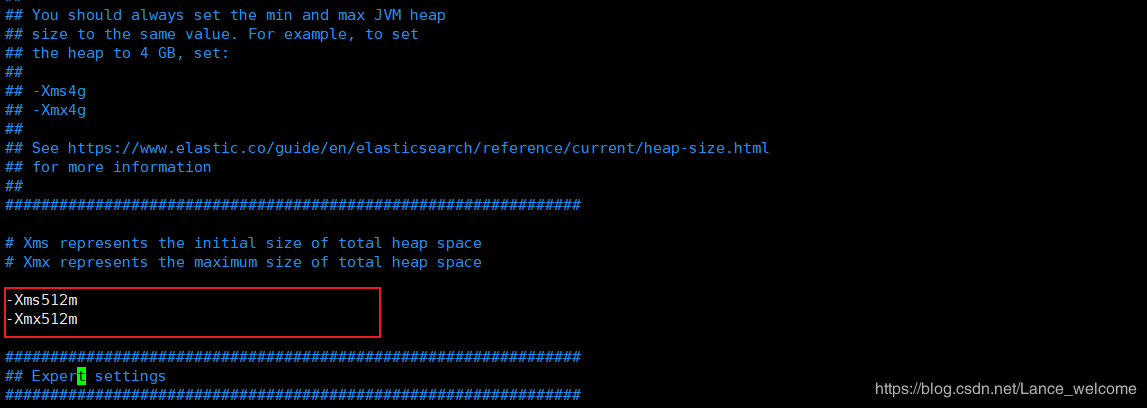 ##
## You should always set the min and max JVM heap
## size to the same value. For example, to set
## the heap to 4 GB, set:
##
## -Xms4g
## -Xmx4g
##
## See https://www.elastic.co/guide/en/elasticsearch/reference/current/heap-size.html
## for more information
##
################################################################
# Xms represents the initial size of total heap space
# Xmx represents the maximum size of total heap space
-Xms512m
-Xmx512m
################################################################
## Expert settings
################################################################
https://blog.csdn.net/Lance_welcome